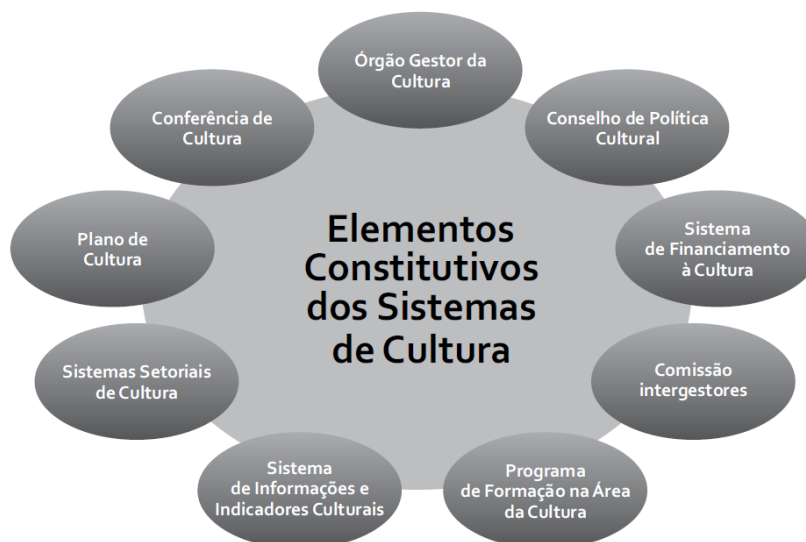 Órgão Gestor da
Cultura
Conselho de Política
Cultural
Sistema
de Financiamento
à Cultura
Comissão
intergestores
Programa
de Formação na Área
da Cultura
Sistema
de Informações e
Indicadores Culturais
Sistemas Setoriais
de Cultura
Plano de
Cultura
Conferência de
Cultura
Elementos
Constitutivos
dos Sistemas
de Cultura